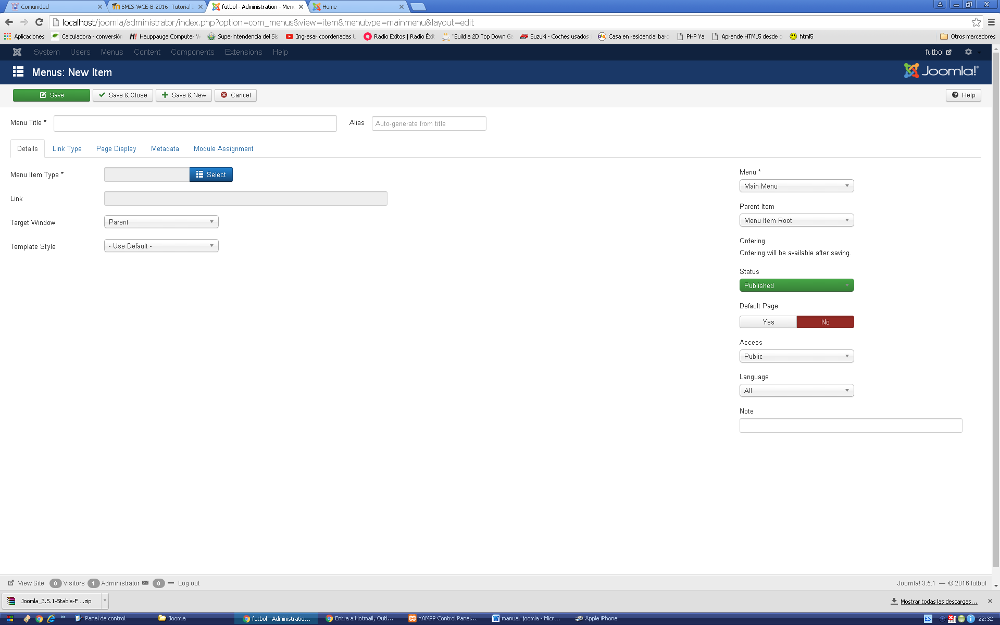 Comunidad
SMIS-WCE-B-2016: Tutorial
futbol - Administration - Men
Home
localhost/joomla/administrator/index.php?option=com_menus&view=item&menutype=mainmenu&layout=edit
Aplicaciones
Calculadora - conversiór
Hauppauge Computer W
Superintendencia del Sis
Ingresar coordenadas U
Radio Exitos | Radio Éxit
"Build a 2D Top Down Ga
Suzuki - Coches usados
Casa en residencial barc
PHP Ya
Aprende HTML5 desde c
html5
Otros marcadores
System Users Menus Content Components Extensions Help
futbol
Menus: New Item
Joomla!
Save
Save & Close
Save & New
Cancel
Help
Menu Title *
Alias
Auto-generate from title
Details
Link Type
Page Display
Metadata
Module Assignment
Menu Item Type *
Select
Link
Target Window
Parent
Template Style
- Use Default -
Menu *
Main Menu
Parent Item
Menu Item Root
Ordering
Ordering will be available after saving.
Status
Published
Default Page
Yes
No
Access
Public
Language
All
Note
View Site 0 Visitors 1 Administrator 0 Log out
Joomla! 3.5.1 — © 2016 futbol
Joomla_3.5.1-Stable-F....zip
Mostrar todas las descargas...
Panel de control
Joomla
futbol - Administratio...
Entra a Hotmail, Outl...
XAMPP Control Panel...
manual joomla - Micr...
Apple iPhone
ES
22:32